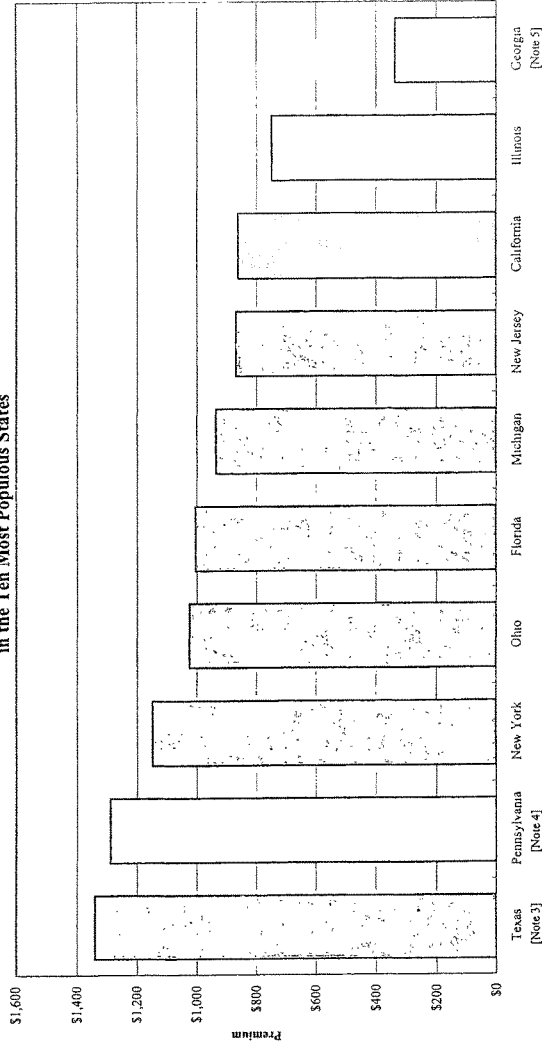 in the Ten Most Populous States
$1,600
$1,400
$1,200
$1,000
$800
$600
$400
$200
$0
Premium
Texas
[Note 3]
Pennsylvania
[Note 4]
New York
Ohio
Florida
Michigan
New Jersey
California
Illinois
Georgia
[Note 5]